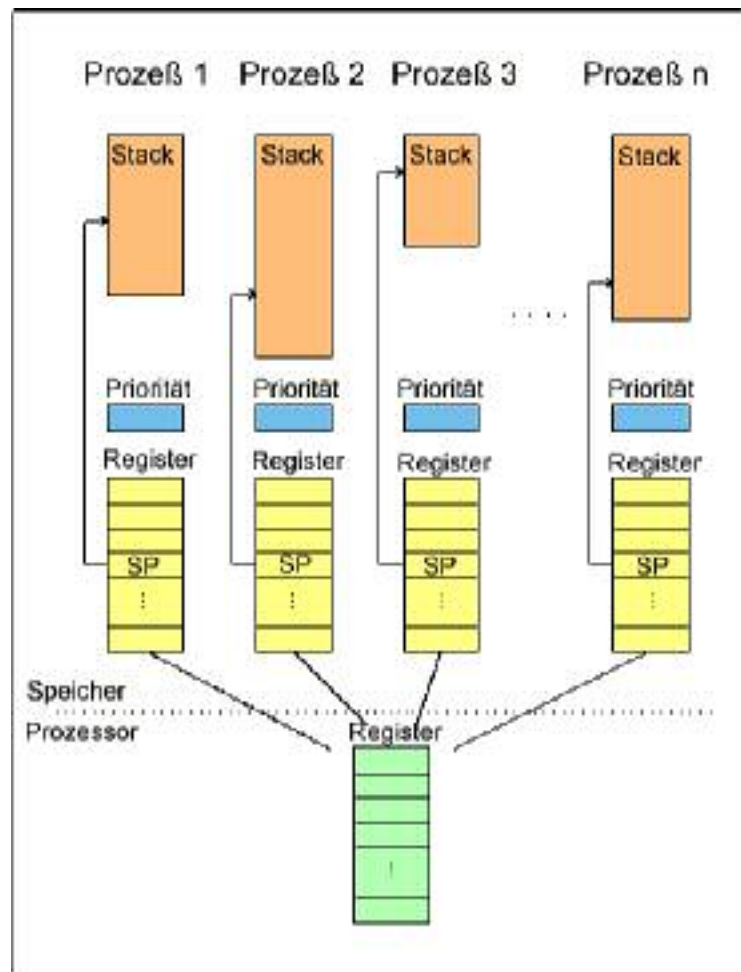 Prozeß 1 Prozeß 2 Prozeß 3 Prozeß n
Stack Stack Stack Stack
. . . . .
Priorität Priorität Priorität Priorität
Register Register Register Register
SP SP SP SP
⋮ ⋮ ⋮ ⋮
Speicher
Prozessor Register